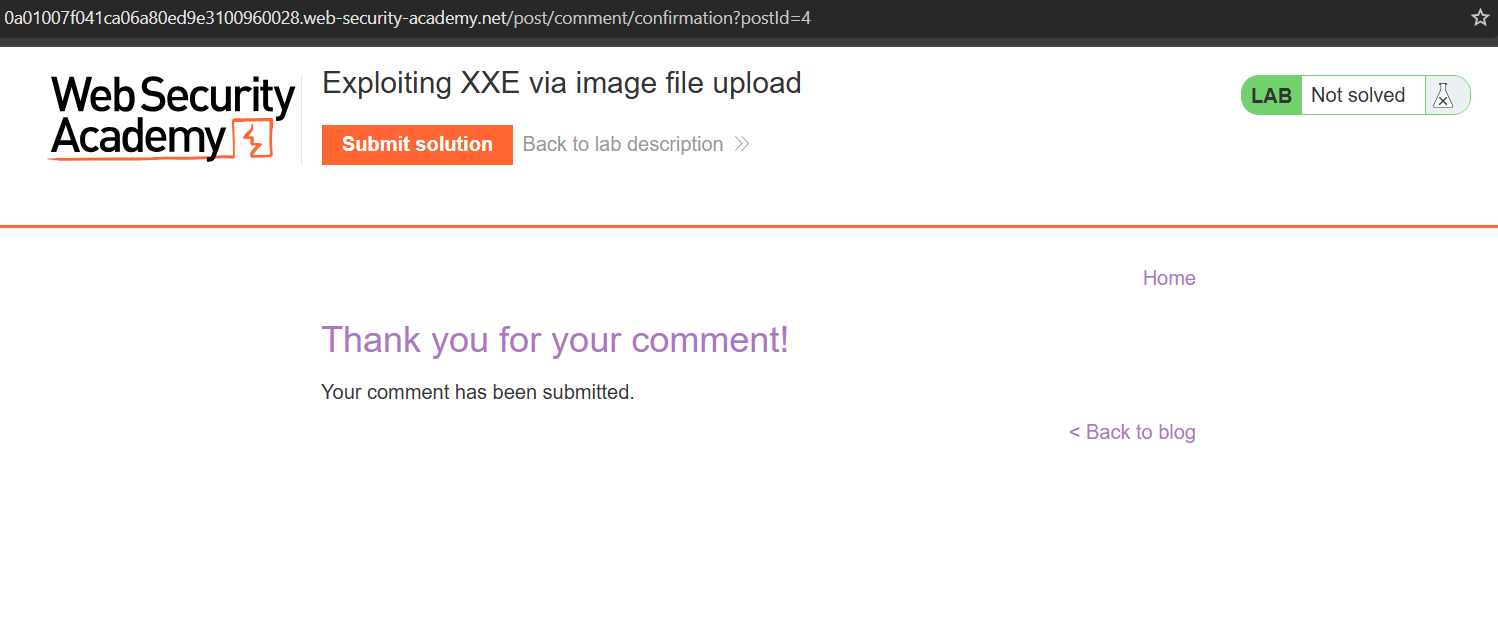 0a01007f041ca06a80ed9e3100960028.web-security-academy.net/post/comment/confirmation?postId=4
Web Security
Academy
Exploiting XXE via image file upload
LAB Not solved
Submit solution Back to lab description
Home
Thank you for your comment!
Your comment has been submitted.
< Back to blog